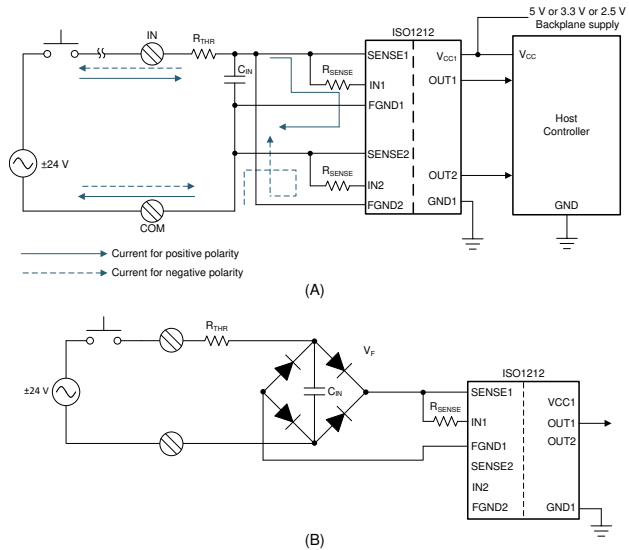 5 V or 3.3 V or 2.5 V
Backplane supply
ISO1212
IN
RTHR
SENSE1
VCC1
VCC
CIN
RSENSE
OUT1
IN1
FGND1
Host
Controller
±24 V
SENSE2
RSENSE
OUT2
IN2
GND1
FGND2
GND
COM
Current for positive polarity
Current for negative polarity
(A)
RTHR
VF
ISO1212
±24 V
CIN
SENSE1
VCC1
RSENSE
IN1
OUT1
FGND1
OUT2
SENSE2
IN2
FGND2
GND1
(B)